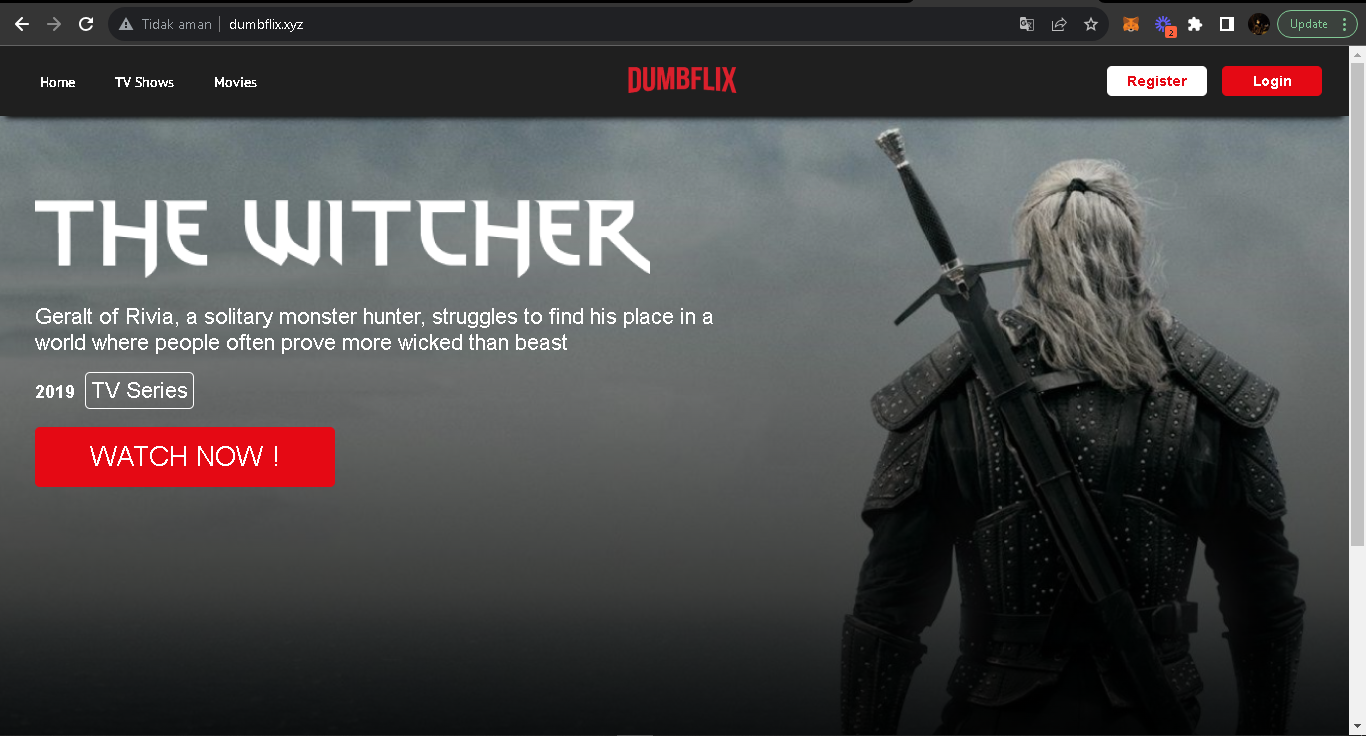 Tidak aman
dumbflix.xyz
2
Update
Home
TV Shows
Movies
DUMBFLIX
Register
Login
THE WITCHER
Geralt of Rivia, a solitary monster hunter, struggles to find his place in a
world where people often prove more wicked than beast
2019
TV Series
WATCH NOW !